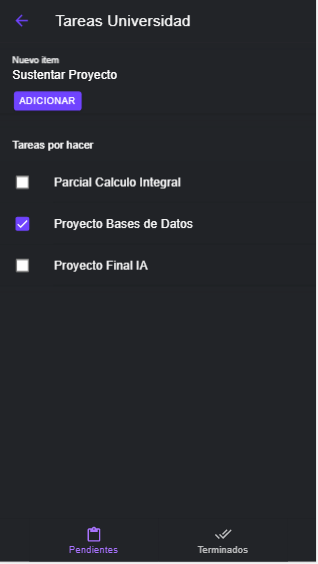 Tareas Universidad
Nuevo item
Sustentar Proyecto
ADICIONAR
Tareas por hacer
Parcial Calculo Integral
Proyecto Bases de Datos
Proyecto Final IA
Pendientes
Terminados